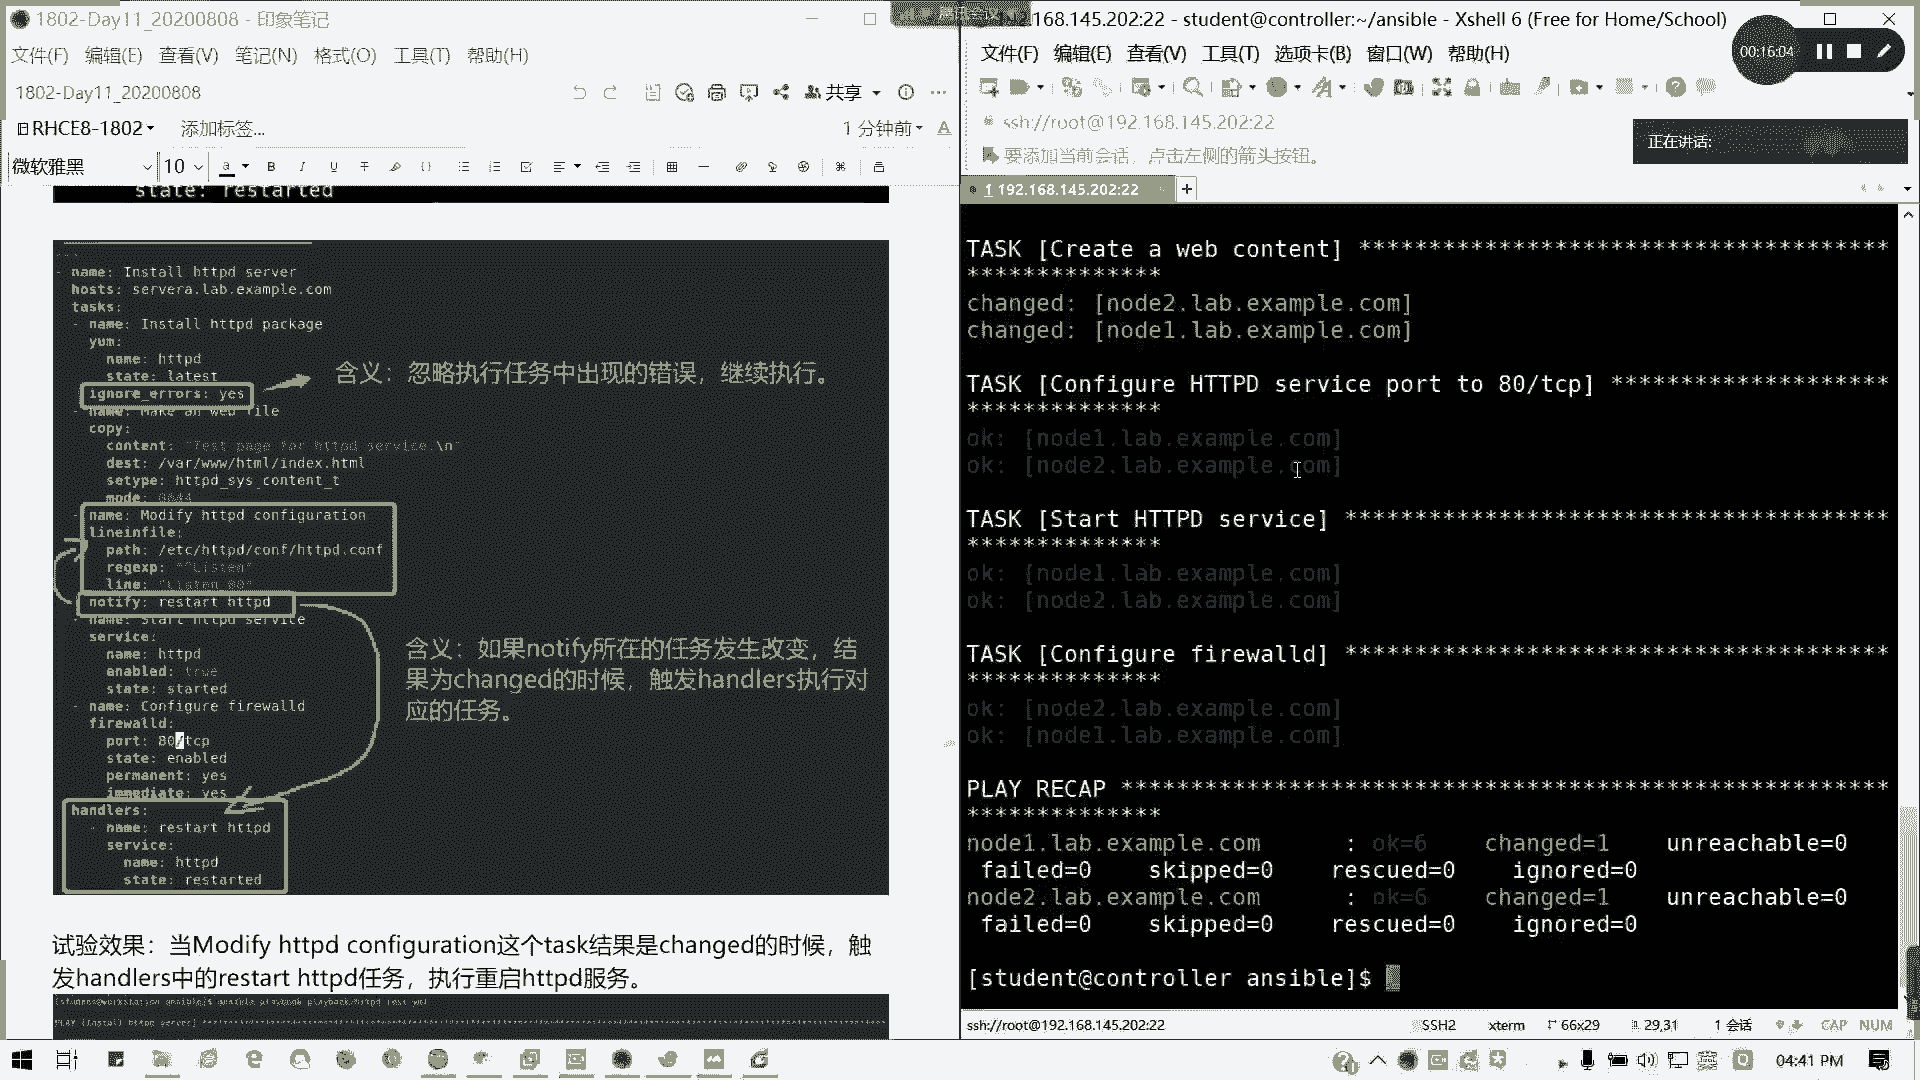 1802-Day11_20200808 - 印象笔记
文件(F) 编辑(E) 查看(V) 笔记(N) 格式(O) 工具(T) 帮助(H)
1802-Day11_20200808
共享
RHCE8-1802
添加标签...
1 分钟前
微软雅黑
10
state: restarted
---
- name: Install httpd server
hosts: servera.lab.example.com
tasks:
- name: Install httpd package
yum:
name: httpd
state: latest
ignore_errors: yes
含义：忽略执行任务中出现的错误，继续执行。
- name: Make an web file
copy:
content: "Test page for httpd service.\n"
dest: /var/www/html/index.html
setype: httpd_sys_content_t
mode: 0644
- name: Modify httpd configuration
lineinfile:
path: /etc/httpd/conf/httpd.conf
regexp: "^Listen"
line: "Listen 80"
notify: restart httpd
- name: Start httpd service
service:
name: httpd
enabled: true
state: started
含义：如果notify所在的任务发生改变，结
果为changed的时候，触发handlers执行对
应的任务。
- name: Configure firewalld
firewalld:
port: 80/tcp
state: enabled
permanent: yes
immediate: yes
handlers:
- name: restart httpd
service:
name: httpd
state: restarted
试验效果：当Modify httpd configuration这个task结果是changed的时候，触
发handlers中的restart httpd任务，执行重启httpd服务。
192.168.145.202:22 - student@controller:~/ansible - Xshell 6 (Free for Home/School)
00:16:04
文件(F) 编辑(E) 查看(V) 工具(T) 选项卡(B) 窗口(W) 帮助(H)
ssh://root@192.168.145.202:22
正在讲话:
要添加当前会话，点击左侧的箭头按钮。
1 192.168.145.202:22
TASK [Create a web content] **************************************
**************
changed: [node2.lab.example.com]
changed: [node1.lab.example.com]
TASK [Configure HTTPD service port to 80/tcp] ********************
**************
ok: [node1.lab.example.com]
ok: [node2.lab.example.com]
TASK [Start HTTPD service] ***************************************
**************
ok: [node1.lab.example.com]
ok: [node2.lab.example.com]
TASK [Configure firewalld] ***************************************
**************
ok: [node2.lab.example.com]
ok: [node1.lab.example.com]
PLAY RECAP *******************************************************
**************
node1.lab.example.com : ok=6 changed=1 unreachable=0
failed=0 skipped=0 rescued=0 ignored=0
node2.lab.example.com : ok=6 changed=1 unreachable=0
failed=0 skipped=0 rescued=0 ignored=0
[student@controller ansible]$
ssh://root@192.168.145.202:22
SSH2
xterm
66x29
29,31
1 会话
CAP
NUM
04:41 PM